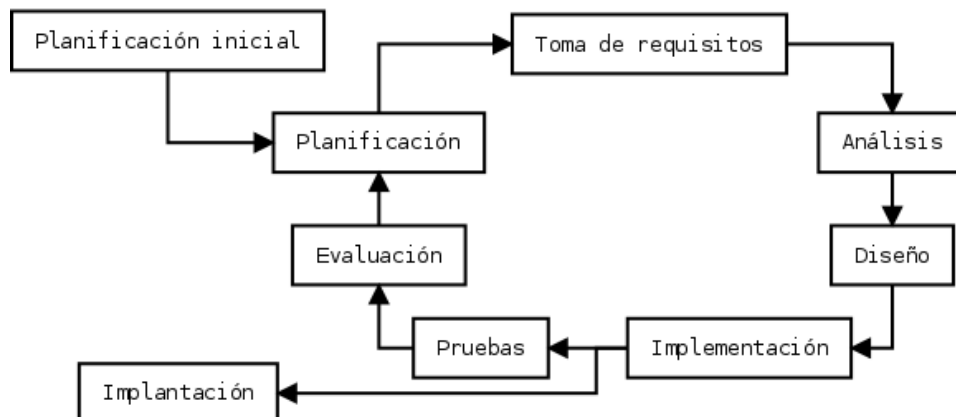 Planificación inicial
Toma de requisitos
Planificación
Análisis
Evaluación
Diseño
Pruebas
Implementación
Implantación